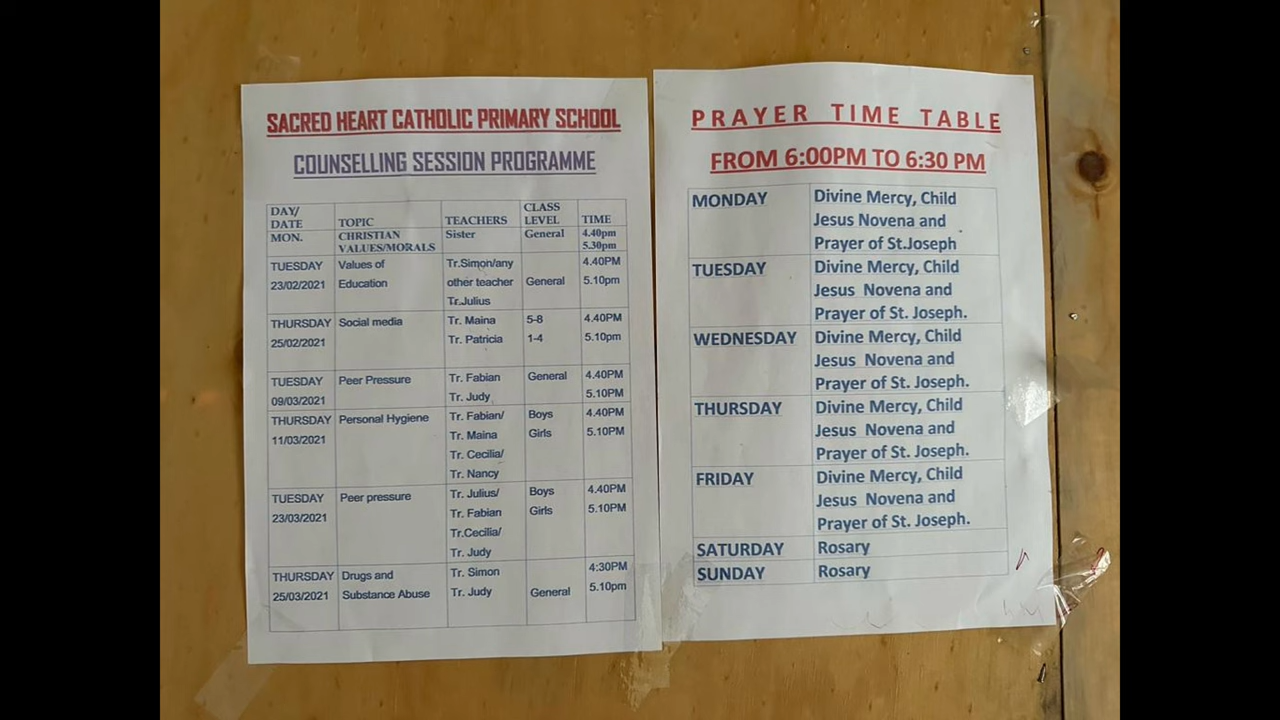 SACRED HEART CATHOLIC PRIMARY SCHOOL
COUNSELLING SESSION PROGRAMME
DAY/ DATE TOPIC TEACHERS CLASS LEVEL TIME
MON. CHRISTIAN Sister General 4.40pm
VALUES/MORALS 5.30pm
TUESDAY Values of Tr.Simon/any 4.40PM
23/02/2021 Education other teacher General 5.10pm
Tr.Julius
THURSDAY Social media Tr. Maina 5-8 4.40PM
25/02/2021 Tr. Patricia 1-4 5.10pm
TUESDAY Peer Pressure Tr. Fabian General 4.40PM
09/03/2021 Tr. Judy 5.10PM
THURSDAY Personal Hygiene Tr. Fabian/ Boys 4.40PM
11/03/2021 Tr. Maina Girls 5.10PM
Tr. Cecilia/
Tr. Nancy
TUESDAY Peer pressure Tr. Julius/ Boys 4.40PM
23/03/2021 Tr. Fabian Girls 5.10PM
Tr.Cecilia/
Tr. Judy
THURSDAY Drugs and Tr. Simon 4:30PM
25/03/2021 Substance Abuse Tr. Judy General 5.10pm
PRAYER TIME TABLE
FROM 6:00PM TO 6:30 PM
MONDAY Divine Mercy, Child
Jesus Novena and
Prayer of St.Joseph
TUESDAY Divine Mercy, Child
Jesus Novena and
Prayer of St. Joseph.
WEDNESDAY Divine Mercy, Child
Jesus Novena and
Prayer of St. Joseph.
THURSDAY Divine Mercy, Child
Jesus Novena and
Prayer of St. Joseph.
FRIDAY Divine Mercy, Child
Jesus Novena and
Prayer of St. Joseph.
SATURDAY Rosary
SUNDAY Rosary